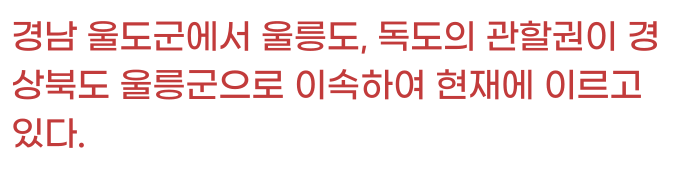 경남 울도군에서 울릉도, 독도의 관할권이 경
상북도 울릉군으로 이속하여 현재에 이르고
있다.